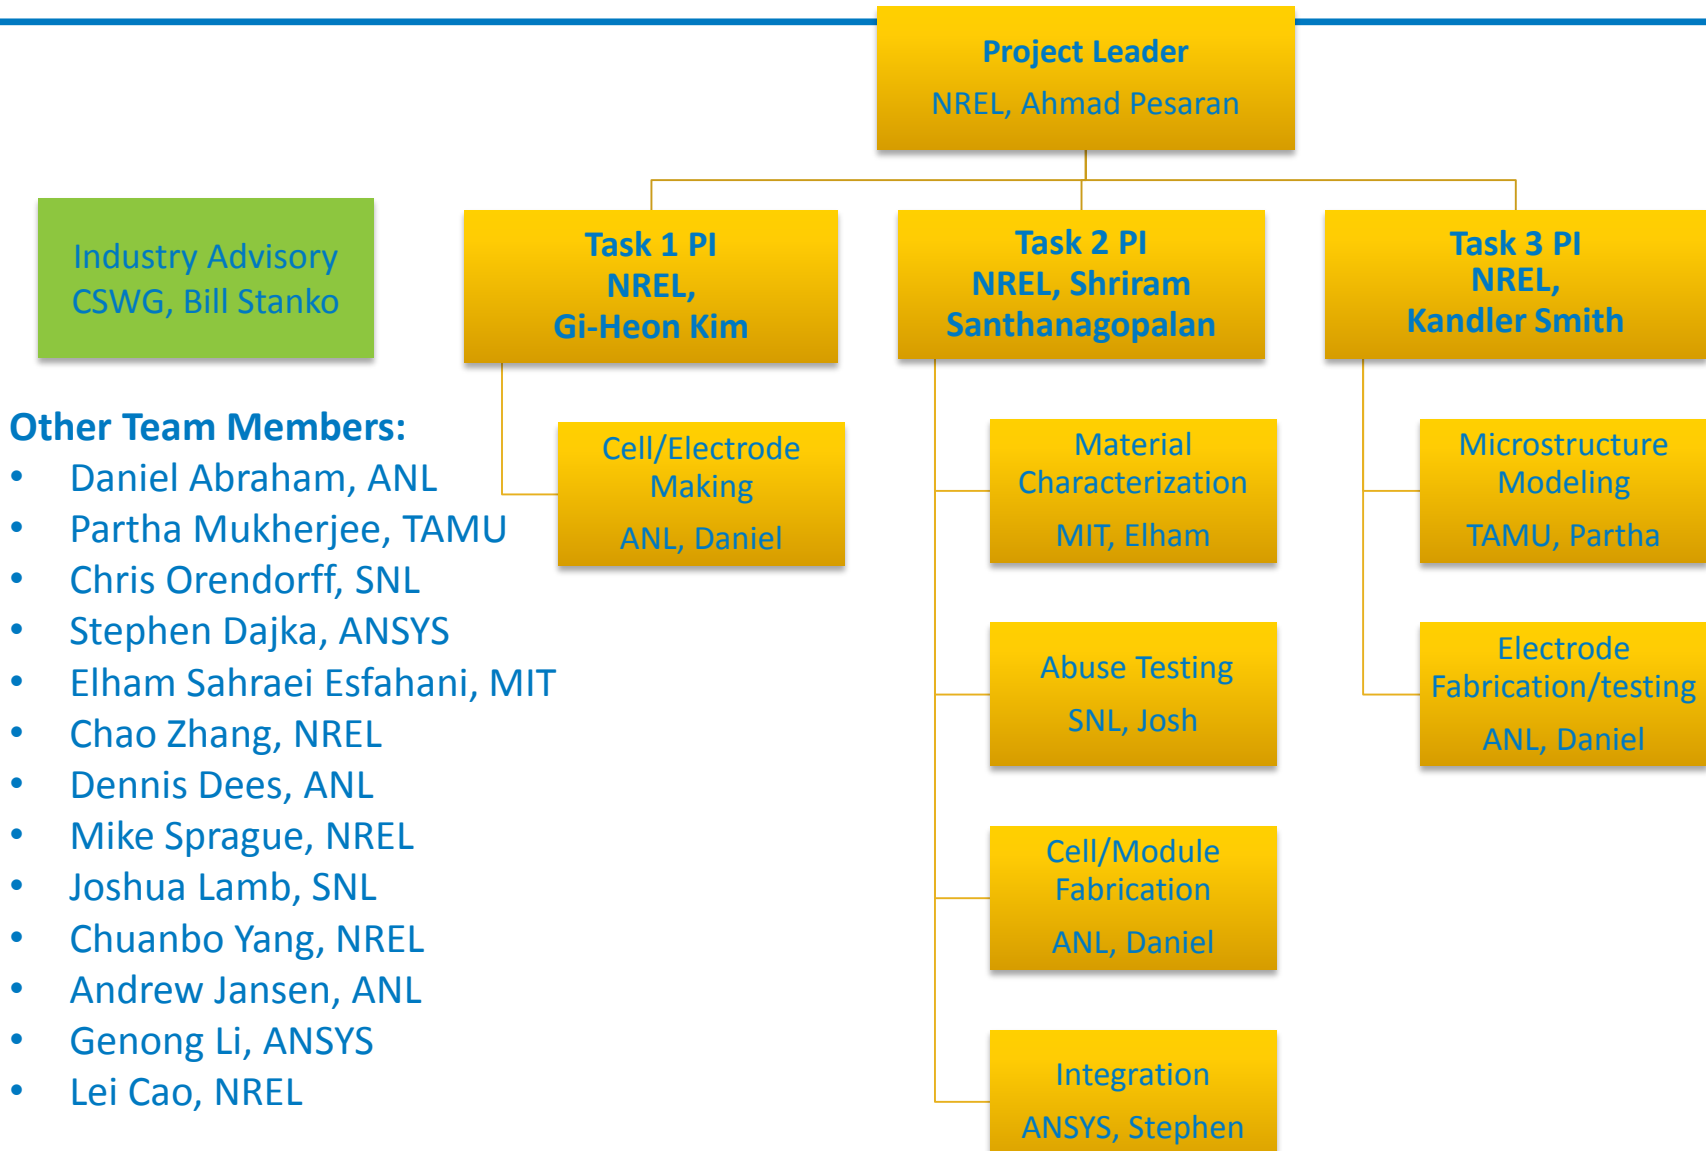 Project Leader
NREL, Ahmad Pesaran
Industry Advisory
CSWG, Bill Stanko
Task 1 PI
NREL,
Gi-Heon Kim
Task 2 PI
NREL, Shriram
Santhanagopalan
Task 3 PI
NREL,
Kandler Smith
Other Team Members:
• Daniel Abraham, ANL
• Partha Mukherjee, TAMU
• Chris Orendorff, SNL
• Stephen Dajka, ANSYS
• Elham Sahraei Esfahani, MIT
• Chao Zhang, NREL
• Dennis Dees, ANL
• Mike Sprague, NREL
• Joshua Lamb, SNL
• Chuanbo Yang, NREL
• Andrew Jansen, ANL
• Genong Li, ANSYS
• Lei Cao, NREL
Cell/Electrode
Making
ANL, Daniel
Material
Characterization
MIT, Elham
Abuse Testing
SNL, Josh
Cell/Module
Fabrication
ANL, Daniel
Integration
ANSYS, Stephen
Microstructure
Modeling
TAMU, Partha
Electrode
Fabrication/testing
ANL, Daniel